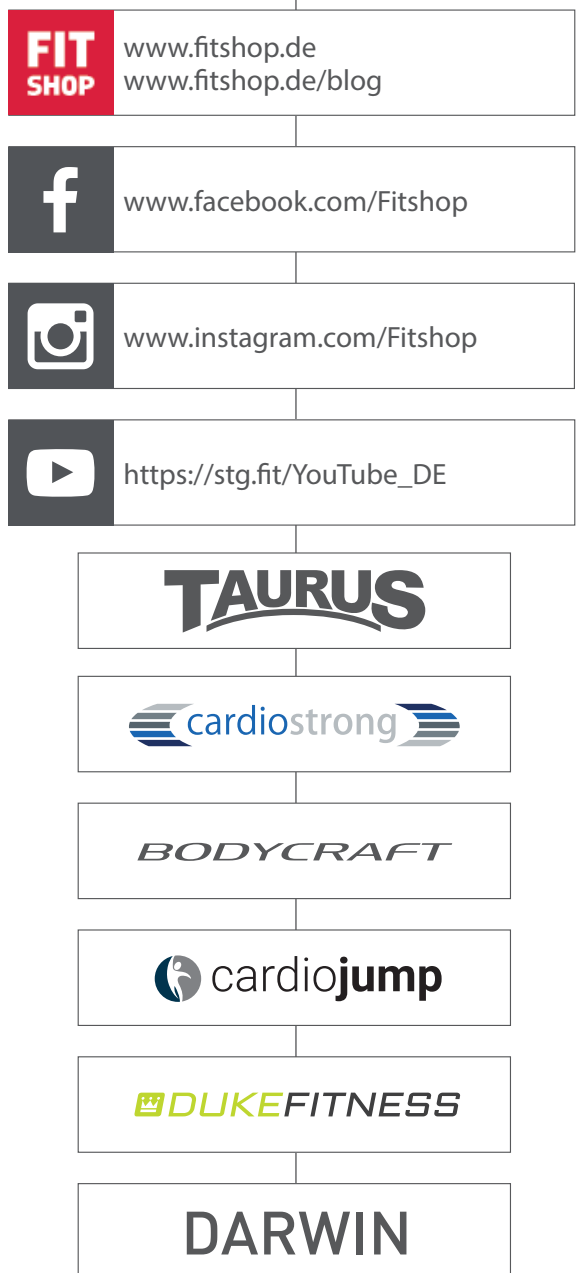 FIT
SHOP
www.fitshop.de
www.fitshop.de/blog
f
www.facebook.com/Fitshop
www.instagram.com/Fitshop
https://stg.fit/YouTube_DE
TAURUS
cardiostrong
BODYCRAFT
cardiojump
DUKEFITNESS
DARWIN